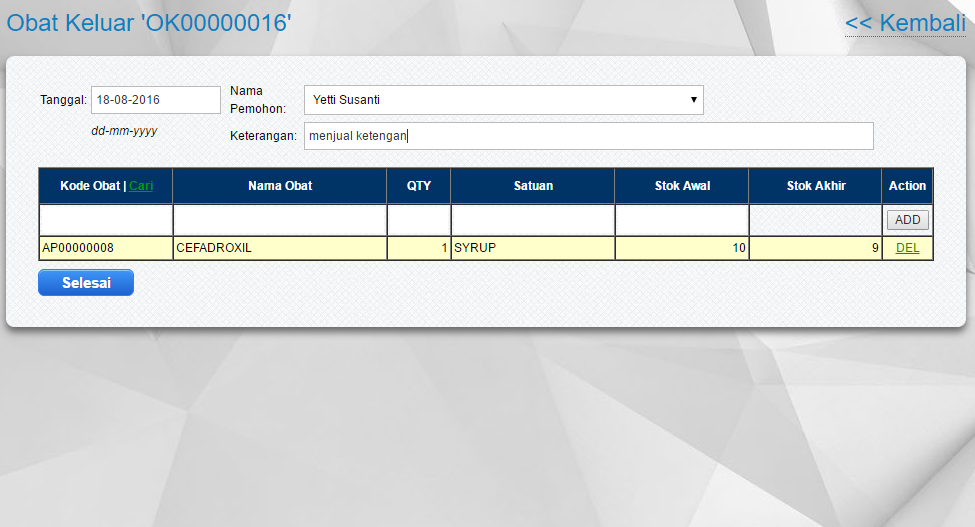 Obat Keluar 'OK00000016'
<< Kembali
Tanggal: 18-08-2016
Nama Pemohon: Yetti Susanti
dd-mm-yyyy
Keterangan: menjual ketengan
Kode Obat | Cari Nama Obat QTY Satuan Stok Awal Stok Akhir Action
ADD
AP00000008 CEFADROXIL 1 SYRUP 10 9 DEL
Selesai